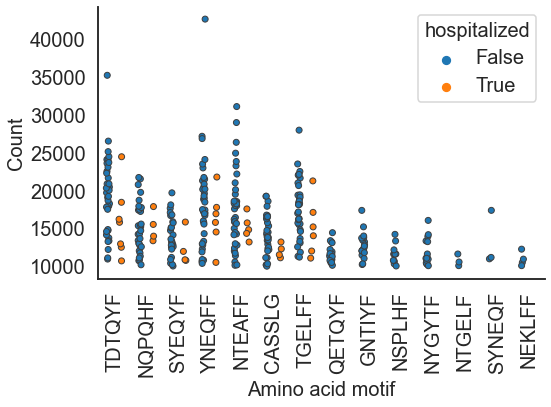 hospitalized
False
True
Count
40000
35000
30000
25000
20000
15000
10000
TDTQYF
NQPQHF
SYEQYF
YNEQFF
NTEAFF
CASSLG
TGELFF
QETQYF
GNTIYF
NSPLHF
NYGYTF
NTGELF
SYNEQF
NEKLFF
Amino acid motif